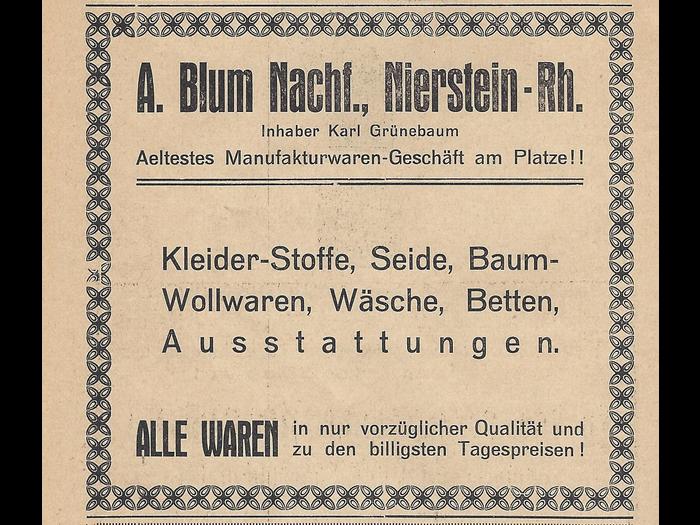 A. Blum Nachf., Nierstein-Rh.
Inhaber Karl Grünebaum
Aeltestes Manufakturwaren-Geschäft am Platze!!
Kleider-Stoffe, Seide, Baum-
Wollwaren, Wäsche, Betten,
Ausstattungen.
ALLE WAREN in nur vorzüglicher Qualität und
zu den billigsten Tagespreisen!